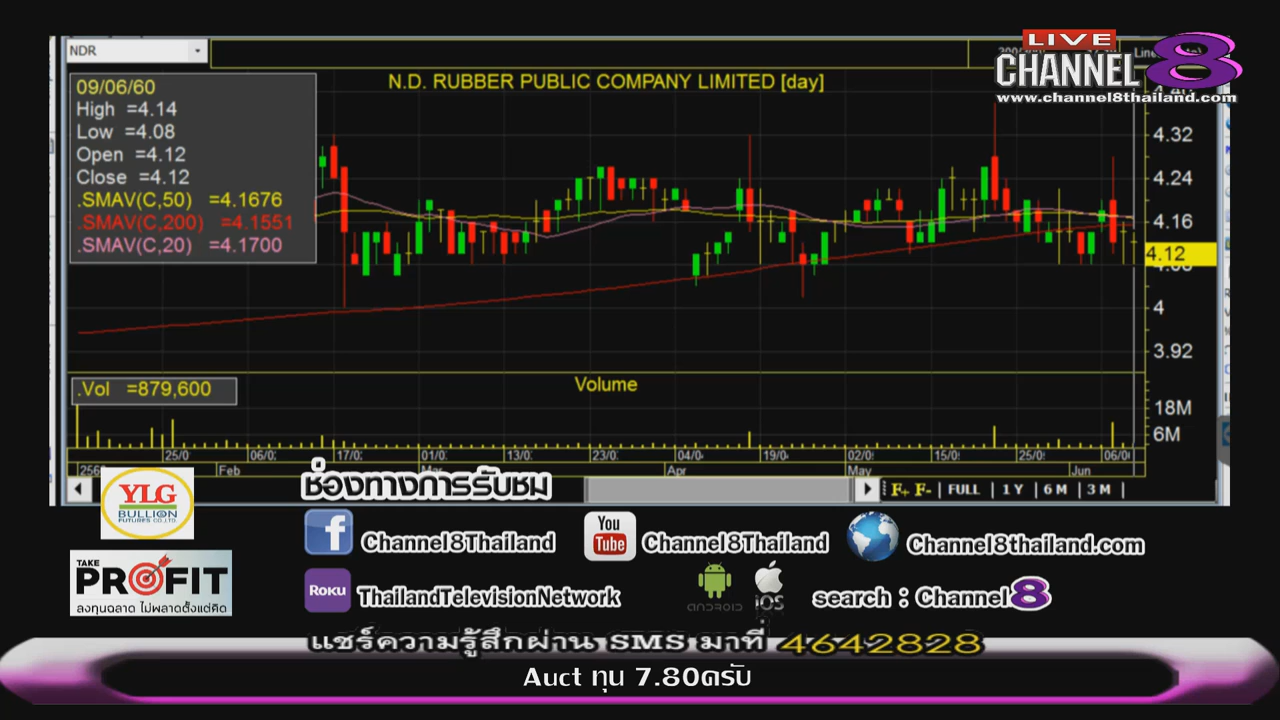 NDR
LIVE
CHANNEL 8
www.channel8thailand.com
N.D. RUBBER PUBLIC COMPANY LIMITED [day]
09/06/60
High =4.14
Low =4.08
Open =4.12
Close =4.12
.SMAV(C,50) =4.1676
.SMAV(C,200) =4.1551
.SMAV(C,20) =4.1700
4.32
4.24
4.16
4.12
4
3.92
.Vol =879,600
Volume
18M
6M
25/0 06/0 17/0 01/0 13/0 23/0 04/0 19/0 02/0 15/0 25/0 06/0
256 Feb Mar Apr May Jun
F+ F- FULL 1 Y 6 M 3 M
YLG
BULLION
FUTURES CO.,LTD.
ช่องทางการรับชม
Channel8Thailand
You Tube
Channel8Thailand
Channel8thailand.com
TAKE
PROFIT
ลงทุนฉลาด ไม่พลาดตั้งแต่คิด
ROKU
ThailandTelevisionNetwork
ANDROID
iOS
search : Channel 8
แชร์ความรู้สึกผ่าน SMS มาที่ 4642828
Auct ทุน 7.80ครับ